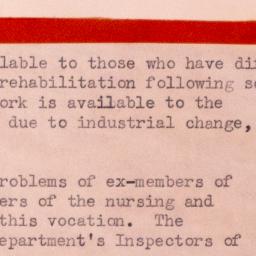 lable to those who have di
rehabilitation following s
ork is available to the
due to industrial change,
roblems of ex-members of
ers of the nursing and
this vocation. The
epartment's Inspectors of